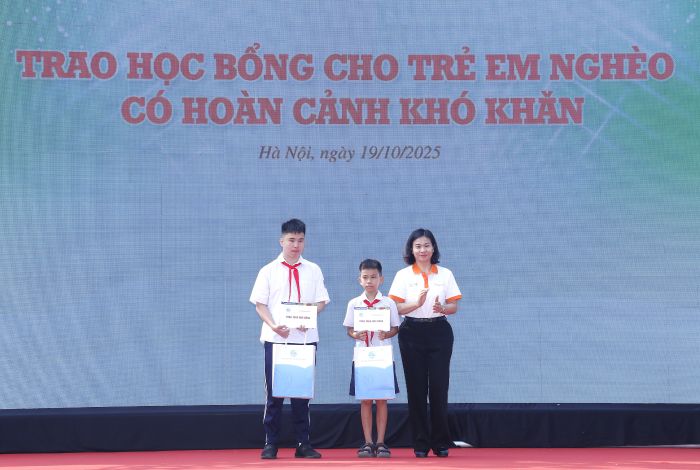 TRAO HỌC BỔNG CHO TRẺ EM NGHÈO
CÓ HOÀN CẢNH KHÓ KHĂN
Hà Nội, ngày 19/10/2025